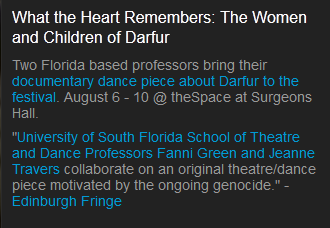 What the Heart Remembers: The Women
and Children of Darfur
Two Florida based professors bring their
documentary dance piece about Darfur to the
festival. August 6 - 10 @ theSpace at Surgeons
Hall.
"University of South Florida School of Theatre
and Dance Professors Fanni Green and Jeanne
Travers collaborate on an original theatre/dance
piece motivated by the ongoing genocide." -
Edinburgh Fringe